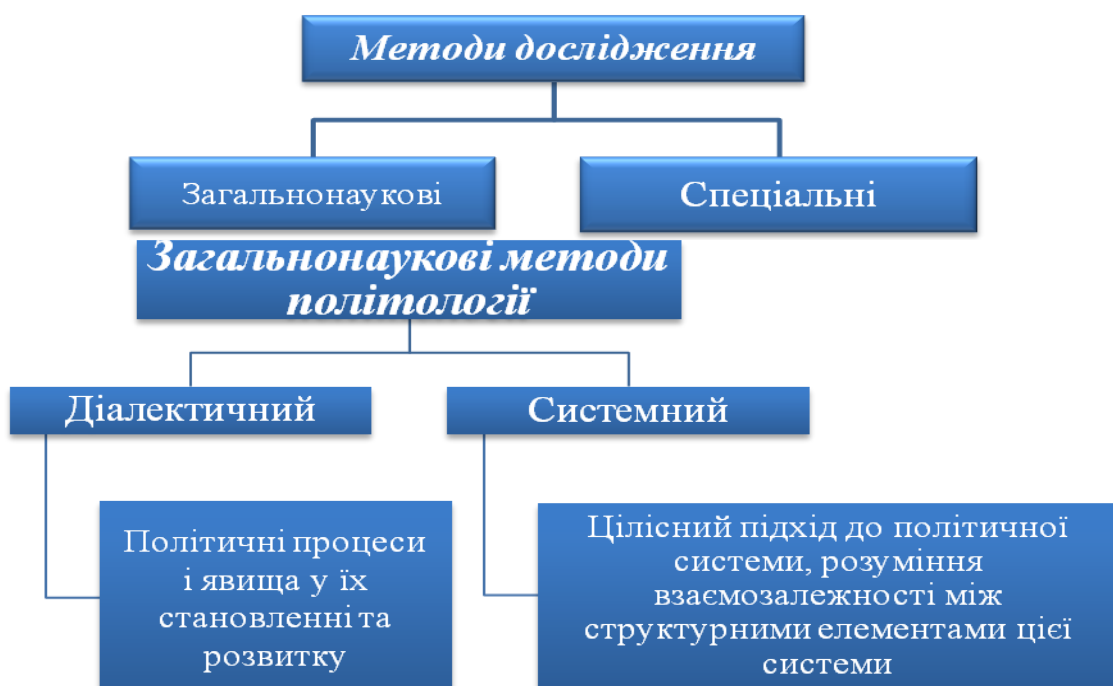 Методи дослідження
Загальнонаукові
Спеціальні
Загальнонаукові методи
політології
Діалектичний
Системний
Політичні процеси
і явища у їх
становленні та
розвитку
Цілісний підхід до політичної
системи, розуміння
взаємозалежності між
структурними елементами цієї
системи